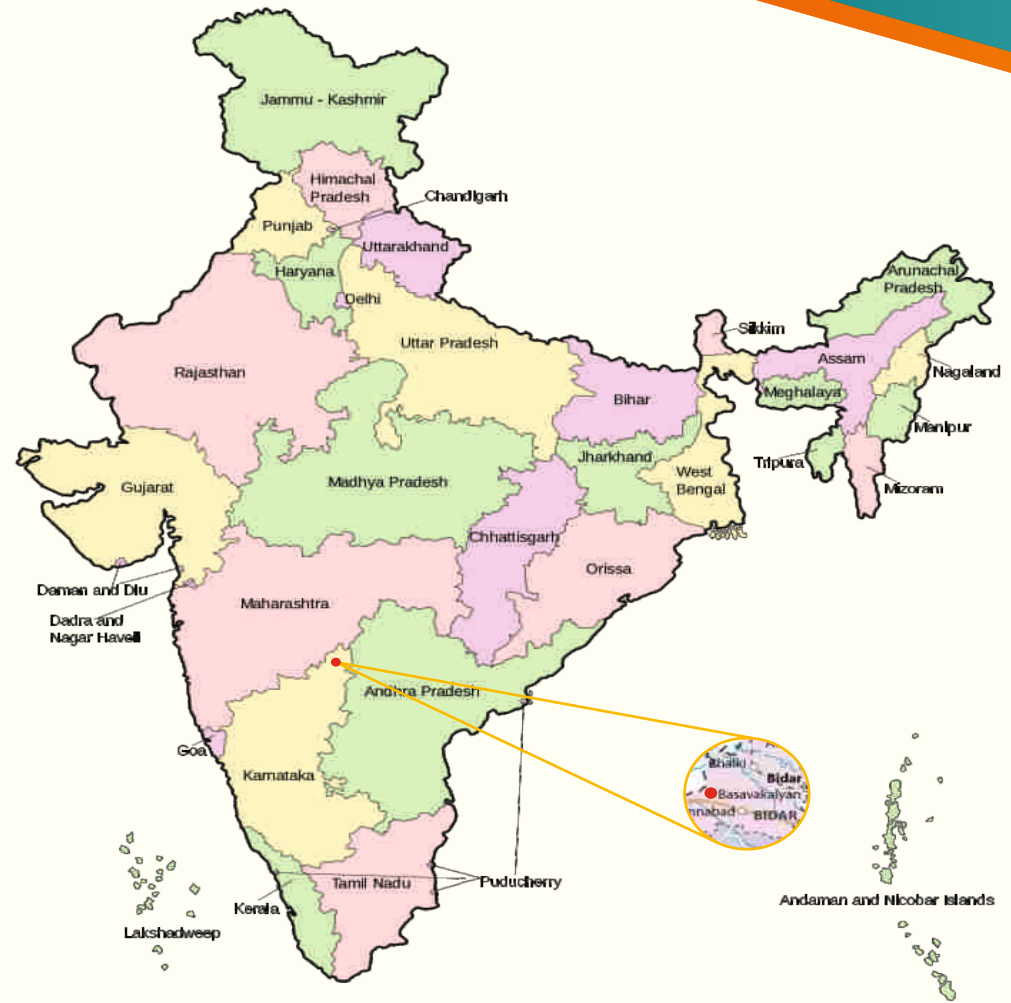 Jammu - Kashmir
Himachal
Pradesh
Chandigarh
Punjab
Uttarakhand
Haryana
Delhi
Arunachal
Pradesh
Sikkim
Uttar Pradesh
Assam
Rajasthan
Nagaland
Meghalaya
Bihar
Manipur
Jharkhand
Tripura
West
Bengal
Madhya Pradesh
Gujarat
Mizoram
Chhattisgarh
Orissa
Daman and Diu
Maharashtra
Dadra and
Nagar Haveli
Andhra Pradesh
Goa
Karnataka
Bhalki
Bidar
Basavakalyan
mnabad
BIDAR
Tamil Nadu
Puducherry
Kerala
Andaman and Nicobar Islands
Lakshadweep